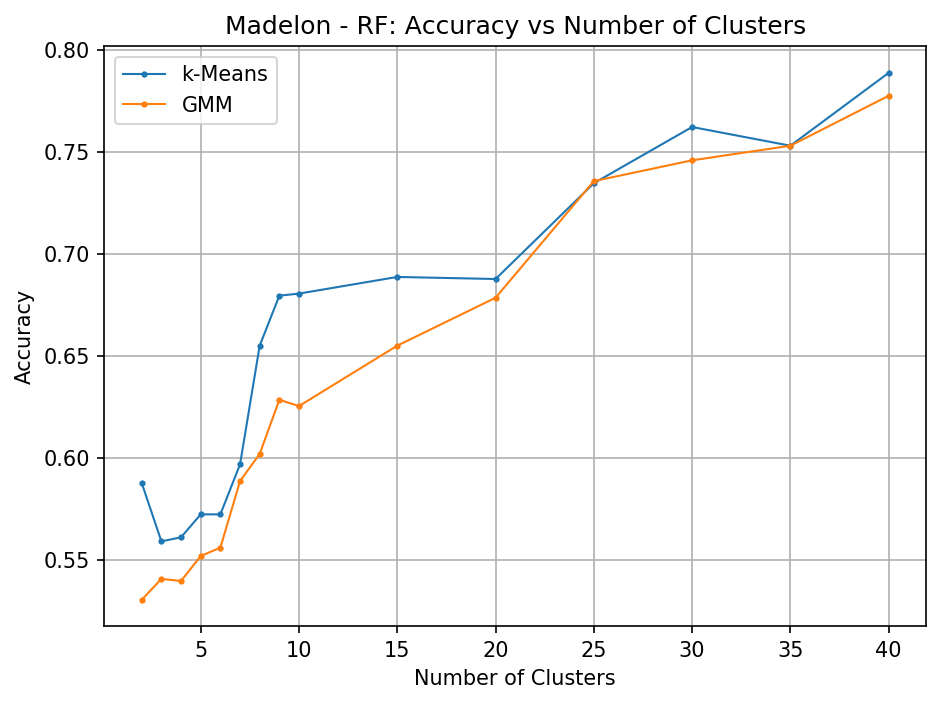 Madelon - RF: Accuracy vs Number of Clusters
k-Means
GMM
Accuracy
0.80
0.75
0.70
0.65
0.60
0.55
5 10 15 20 25 30 35 40
Number of Clusters